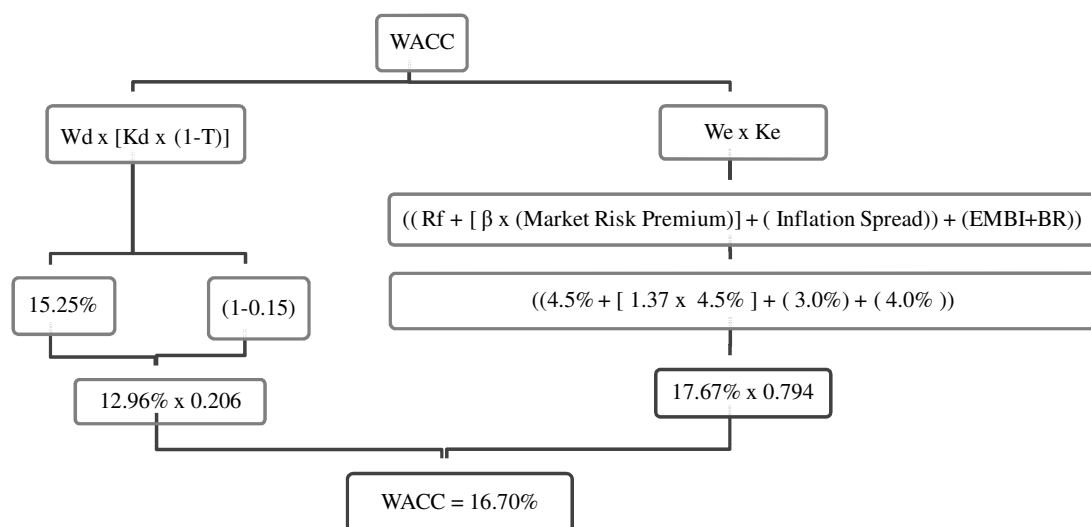 WACC
Wd x [Kd x (1-T)]
We x Ke
((Rf + [ β x (Market Risk Premium)] + ( Inflation Spread)) + (EMBI+BR))
15.25%
(1-0.15)
((4.5% + [ 1.37 x 4.5% ] + ( 3.0%) + ( 4.0% ))
12.96% x 0.206
17.67% x 0.794
WACC = 16.70%